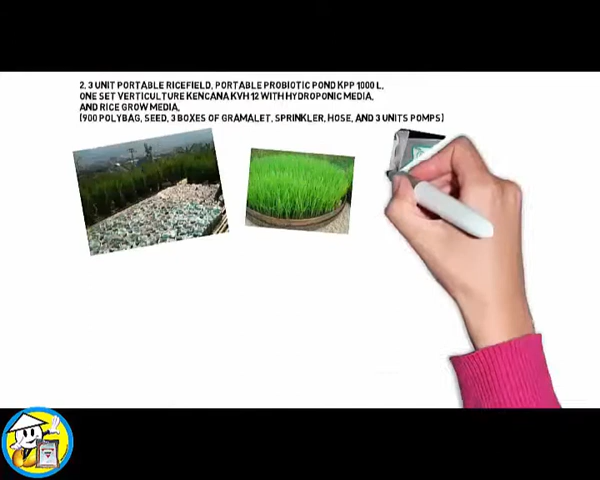 2. 3 UNIT PORTABLE RICEFIELD, PORTABLE PROBIOTIC POND KPP 1000 L,
ONE SET VERTICULTURE KENCANA KVH 12 WITH HYDROPONIC MEDIA,
AND RICE GROW MEDIA,
(900 POLYBAG, SEED, 3 BOXES OF GRAMALET, SPRINKLER, HOSE, AND 3 UNITS POMPS)